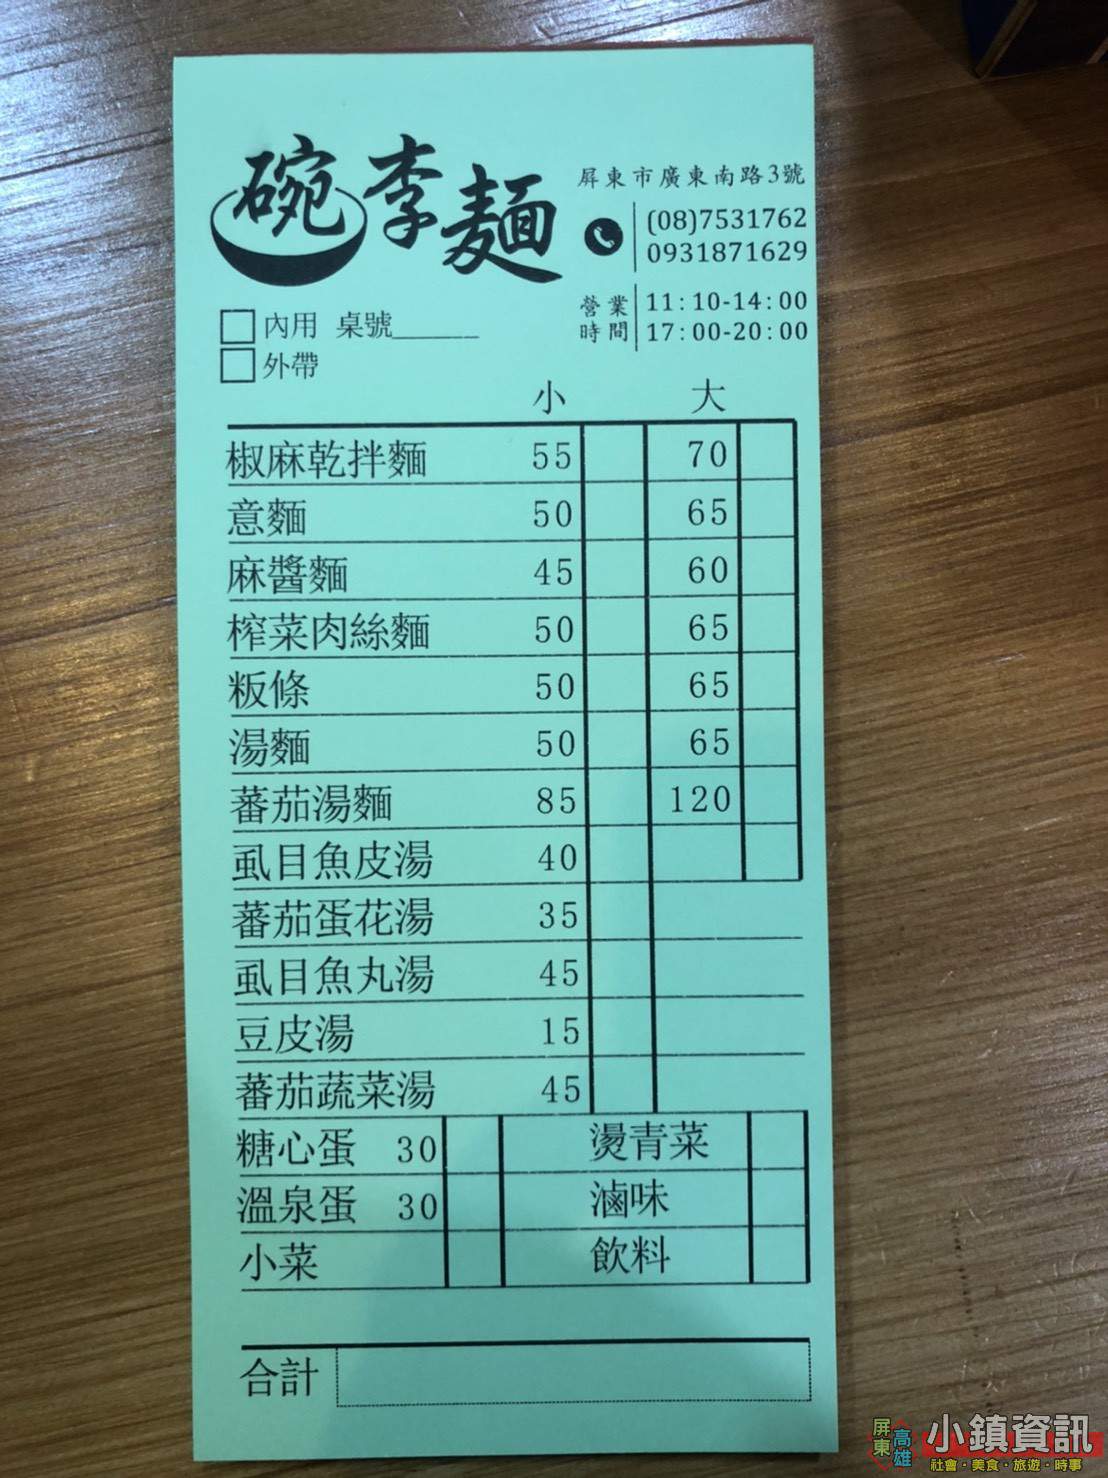 碗李麵
屏東市廣東南路3號
(08)7531762
0931871629
營業時間 11:10-14:00
17:00-20:00
內用 桌號______
外帶
小 大
椒麻乾拌麵 55 70
意麵 50 65
麻醬麵 45 60
榨菜肉絲麵 50 65
粄條 50 65
湯麵 50 65
蕃茄湯麵 85 120
虱目魚皮湯 40
蕃茄蛋花湯 35
虱目魚丸湯 45
豆皮湯 15
蕃茄蔬菜湯 45
糖心蛋 30 燙青菜
溫泉蛋 30 滷味
小菜 飲料
合計
屏東 高雄 小鎮資訊
社會·美食·旅遊·時事